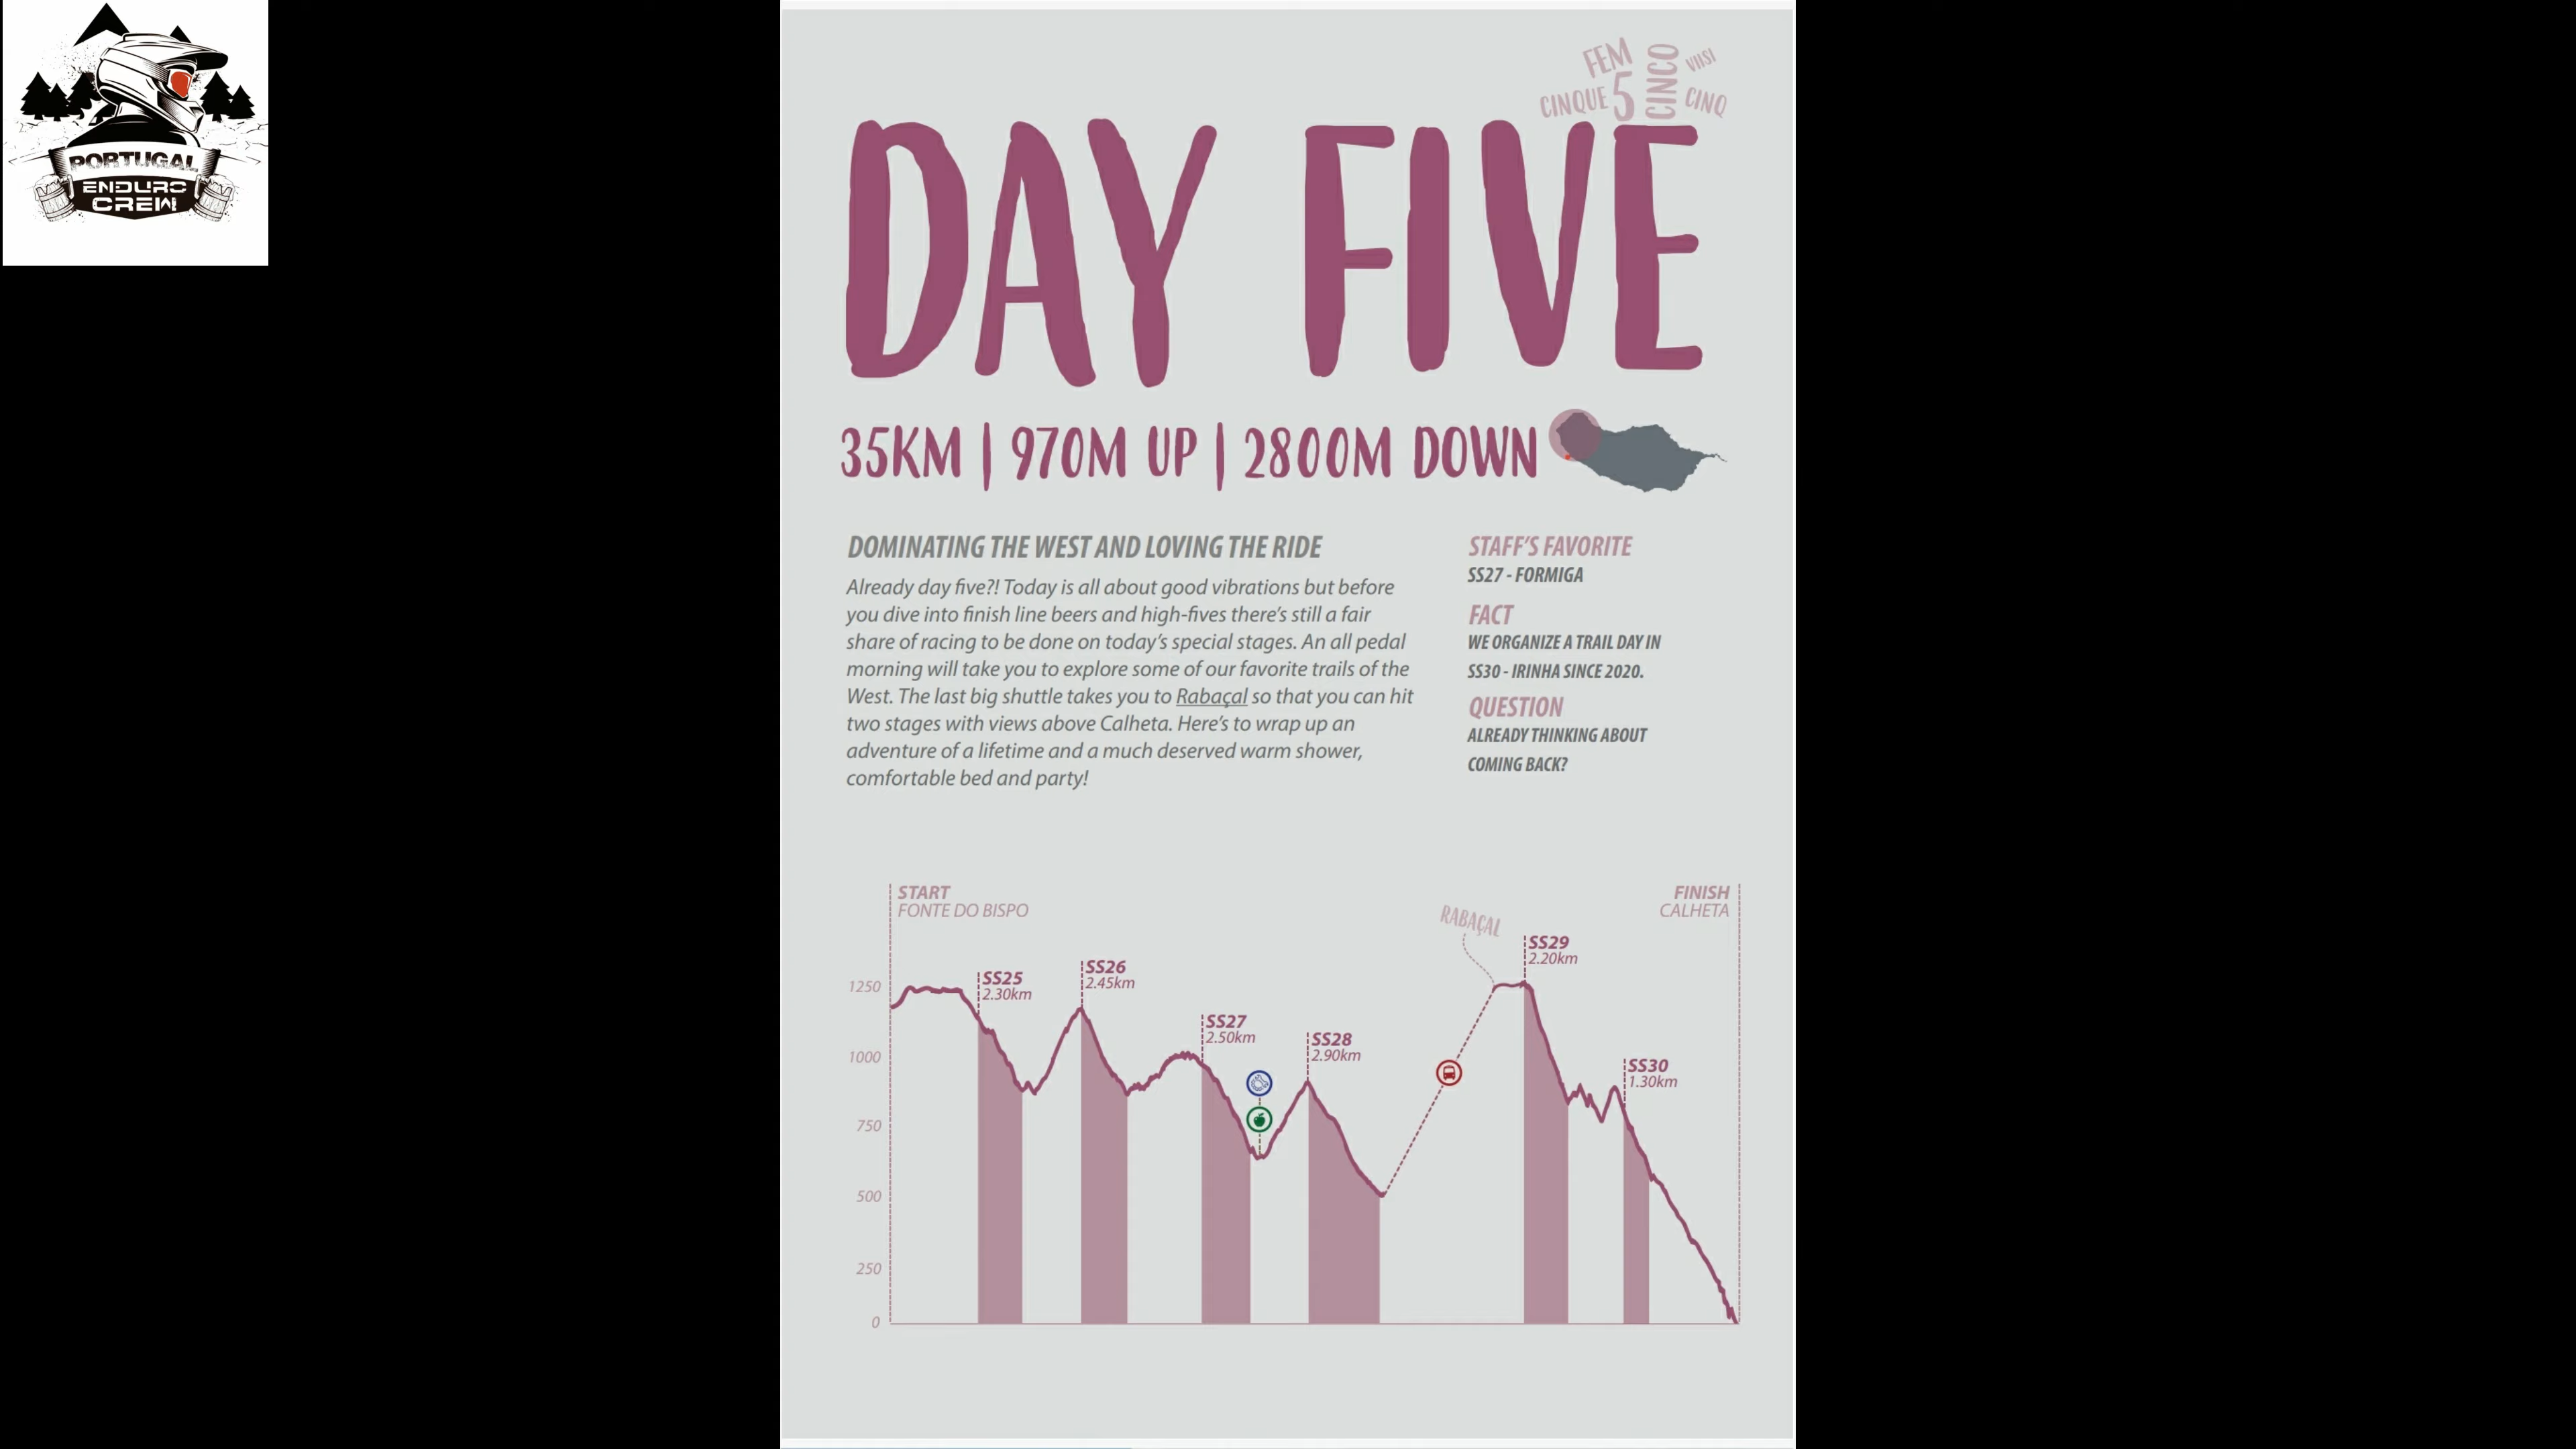 PORTUGAL
ENDURO
CREW
FEM
CINQUE
5
CINCO
VIISI
CINQ
DAY FIVE
35KM | 970M UP | 2800M DOWN
DOMINATING THE WEST AND LOVING THE RIDE
Already day five?! Today is all about good vibrations but before
you dive into finish line beers and high-fives there's still a fair
share of racing to be done on today's special stages. An all pedal
morning will take you to explore some of our favorite trails of the
West. The last big shuttle takes you to Rabaçal so that you can hit
two stages with views above Calheta. Here's to wrap up an
adventure of a lifetime and a much deserved warm shower,
comfortable bed and party!
STAFF'S FAVORITE
SS27 - FORMIGA
FACT
WE ORGANIZE A TRAIL DAY IN
SS30 - IRINHA SINCE 2020.
QUESTION
ALREADY THINKING ABOUT
COMING BACK?
START
FONTE DO BISPO
FINISH
CALHETA
RABAÇAL
SS25
2.30km
SS26
2.45km
SS27
2.50km
SS28
2.90km
SS29
2.20km
SS30
1.30km
1250
1000
750
500
250
0